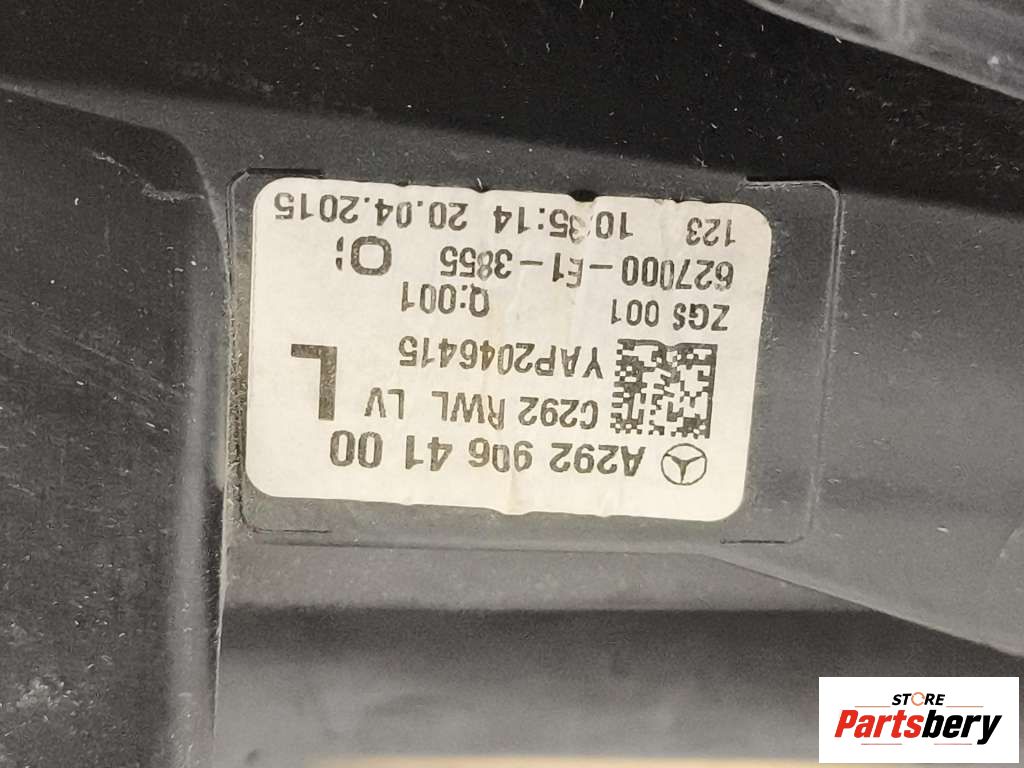 A292 906 41 00
C292 RWL LV
L
YAP2046415
ZGS 001 Q:001
627000-E1-3855
O:
123 10:35:14 20.04.2015
STORE
Partsbery